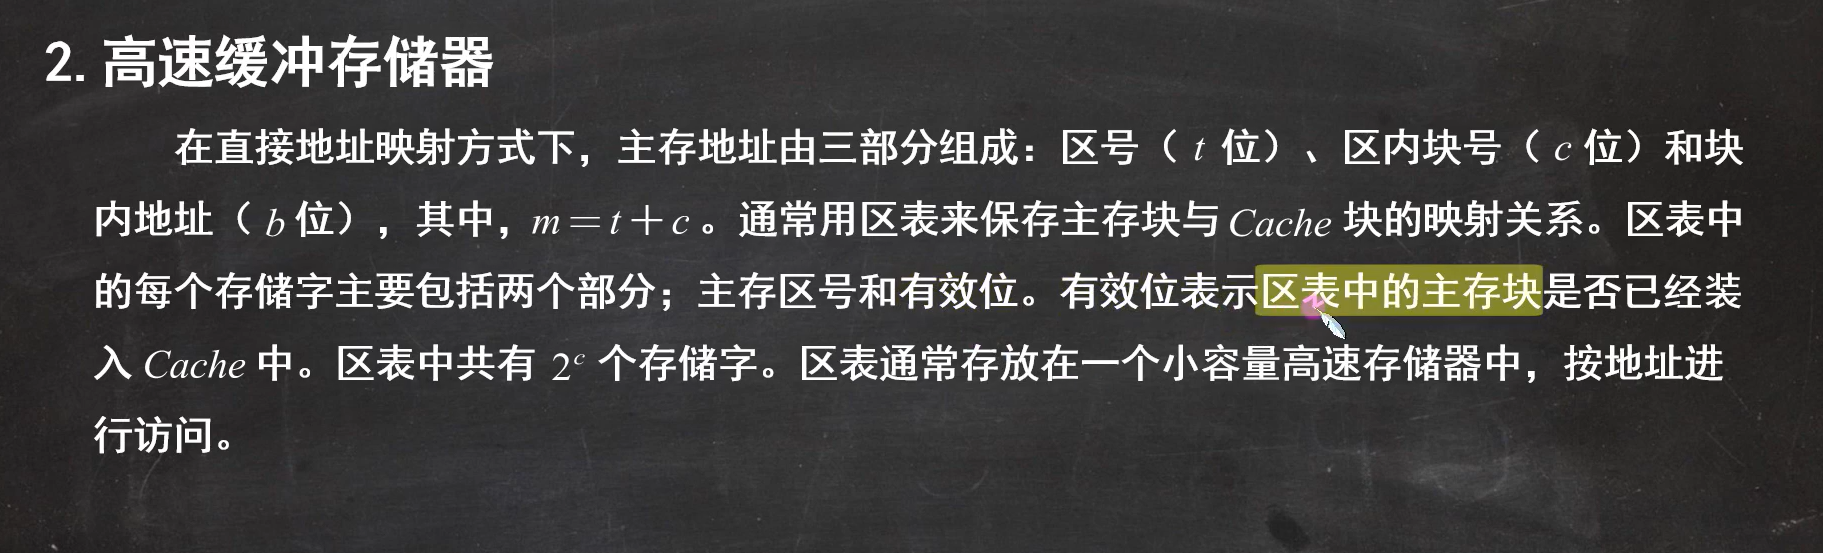 2. 高速缓冲存储器
在直接地址映射方式下，主存地址由三部分组成：区号（ t 位）、区内块号（ c 位）和块
内地址（ b 位），其中，m = t + c 。通常用区表来保存主存块与 Cache 块的映射关系。区表中
的每个存储字主要包括两个部分；主存区号和有效位。有效位表示区表中的主存块是否已经装
入 Cache 中。区表中共有 2ᶜ 个存储字。区表通常存放在一个小容量高速存储器中，按地址进
行访问。